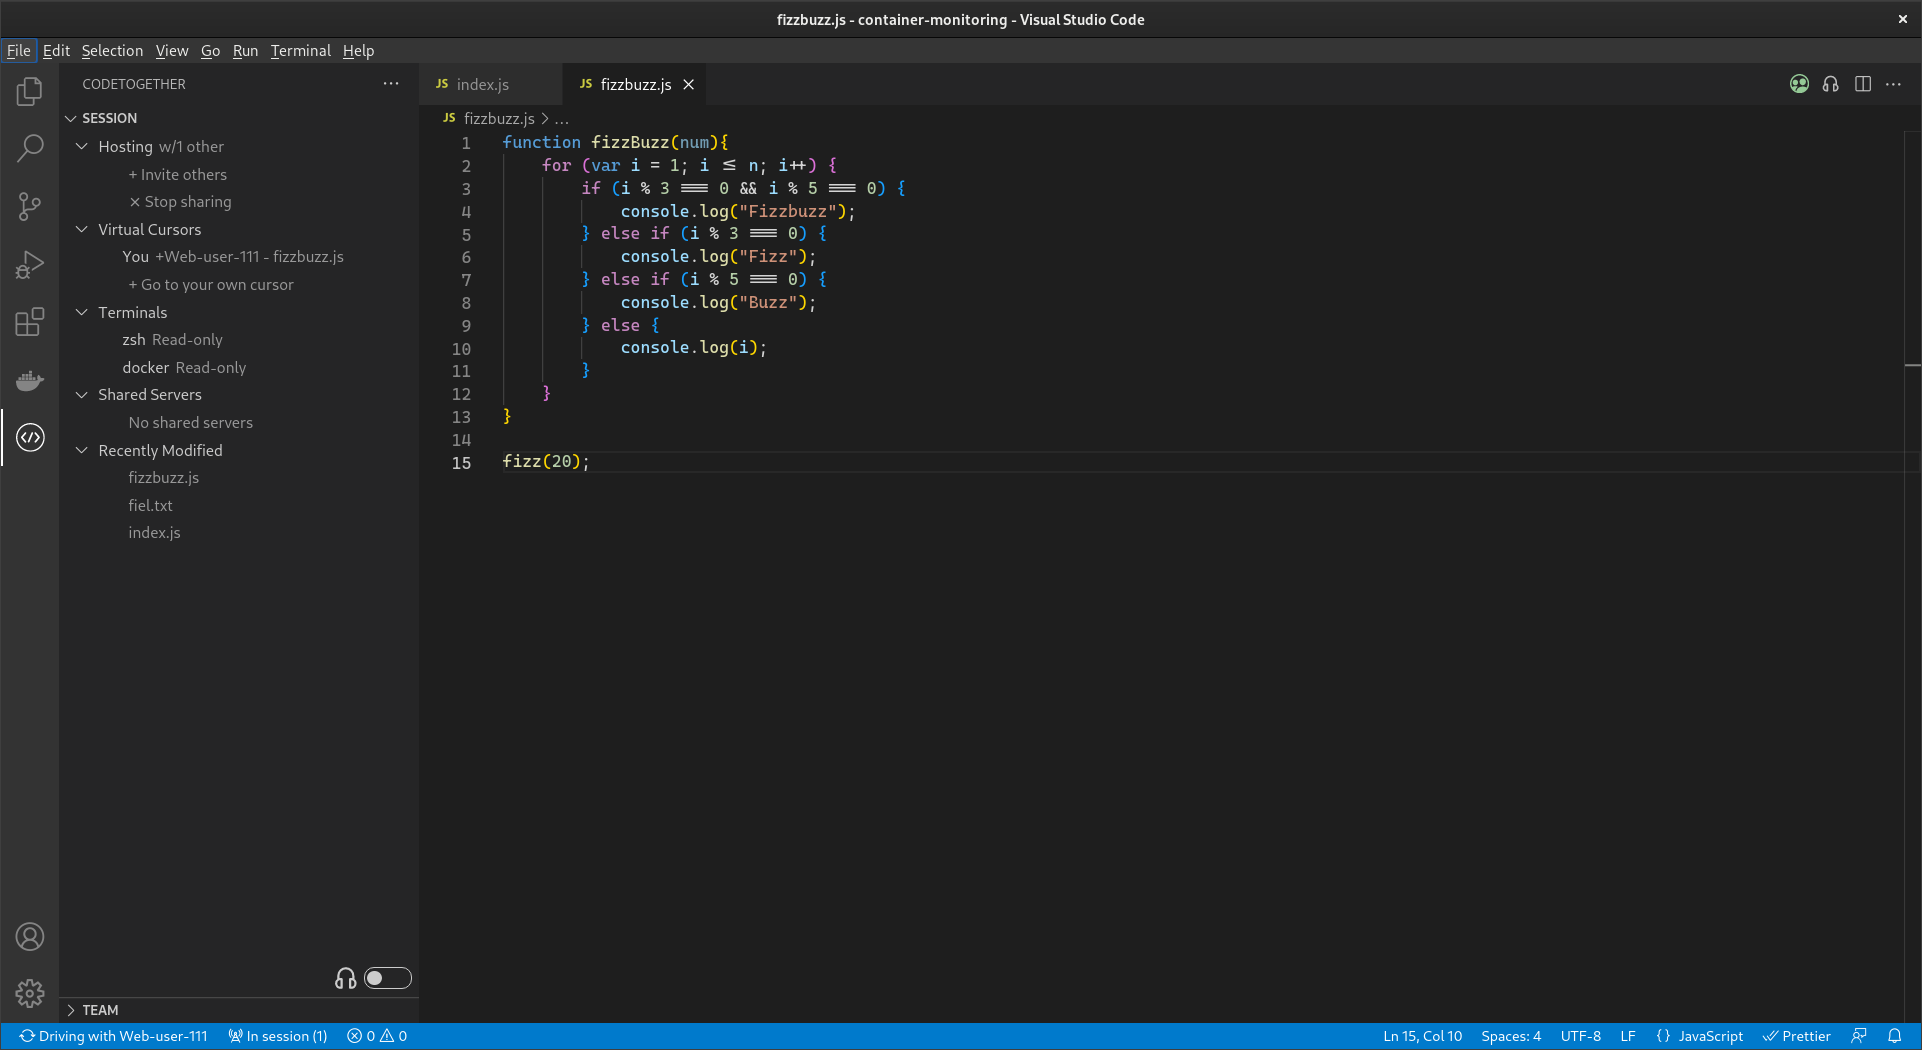 fizzbuzz.js - container-monitoring - Visual Studio Code
File Edit Selection View Go Run Terminal Help
CODETOGETHER
SESSION
Hosting w/1 other
+ Invite others
× Stop sharing
Virtual Cursors
You +Web-user-111 - fizzbuzz.js
+ Go to your own cursor
Terminals
zsh Read-only
docker Read-only
Shared Servers
No shared servers
Recently Modified
fizzbuzz.js
fiel.txt
index.js
TEAM
JS index.js JS fizzbuzz.js
JS fizzbuzz.js > ...
1 function fizzBuzz(num){
2     for (var i = 1; i <= n; i++) {
3         if (i % 3 === 0 && i % 5 === 0) {
4             console.log("Fizzbuzz");
5         } else if (i % 3 === 0) {
6             console.log("Fizz");
7         } else if (i % 5 === 0) {
8             console.log("Buzz");
9         } else {
10             console.log(i);
11         }
12     }
13 }
14
15 fizz(20);
Driving with Web-user-111 In session (1) 0 0 Ln 15, Col 10 Spaces: 4 UTF-8 LF {} JavaScript Prettier